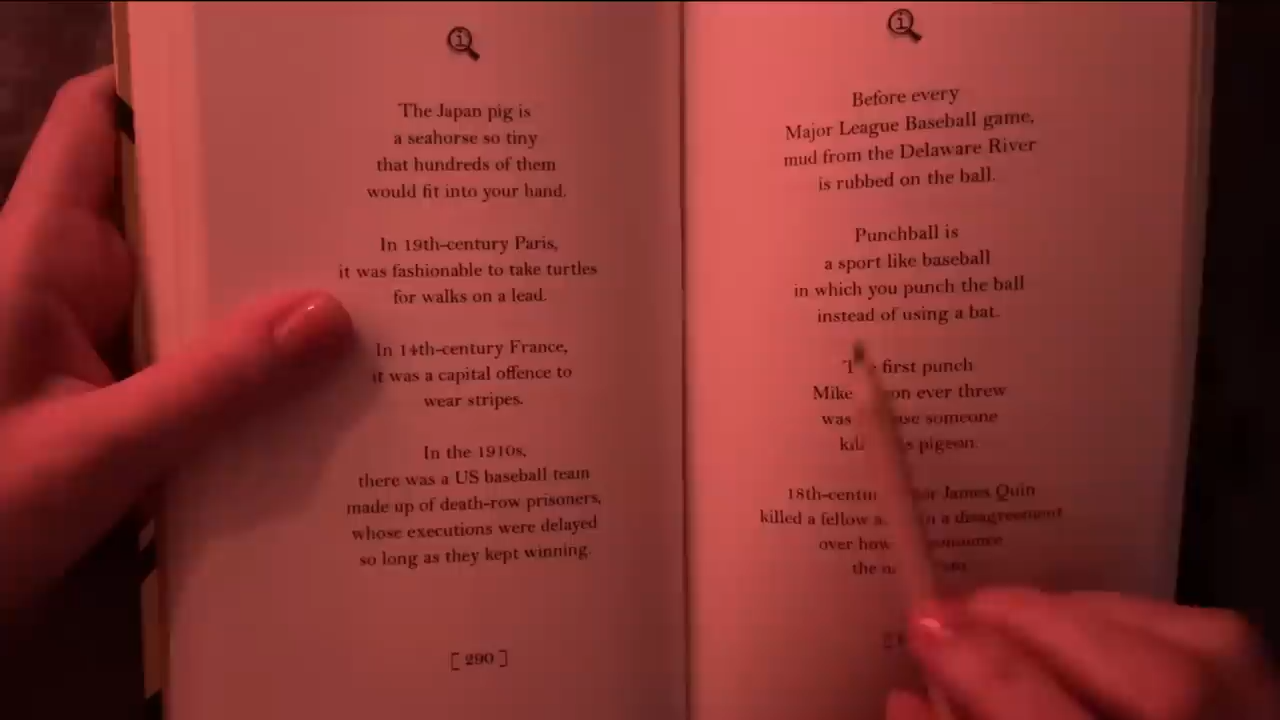 The Japan pig is
a seahorse so tiny
that hundreds of them
would fit into your hand.
In 19th-century Paris,
it was fashionable to take turtles
for walks on a lead.
In 14th-century France,
it was a capital offence to
wear stripes.
In the 1910s,
there was a US baseball team
made up of death-row prisoners,
whose executions were delayed
so long as they kept winning.
[ 290 ]
Before every
Major League Baseball game,
mud from the Delaware River
is rubbed on the ball.
Punchball is
a sport like baseball
in which you punch the ball
instead of using a bat.
first punch
Mike ever threw
was someone
pigeon.
James Quin
killed a fellow a disagreement
over how
the